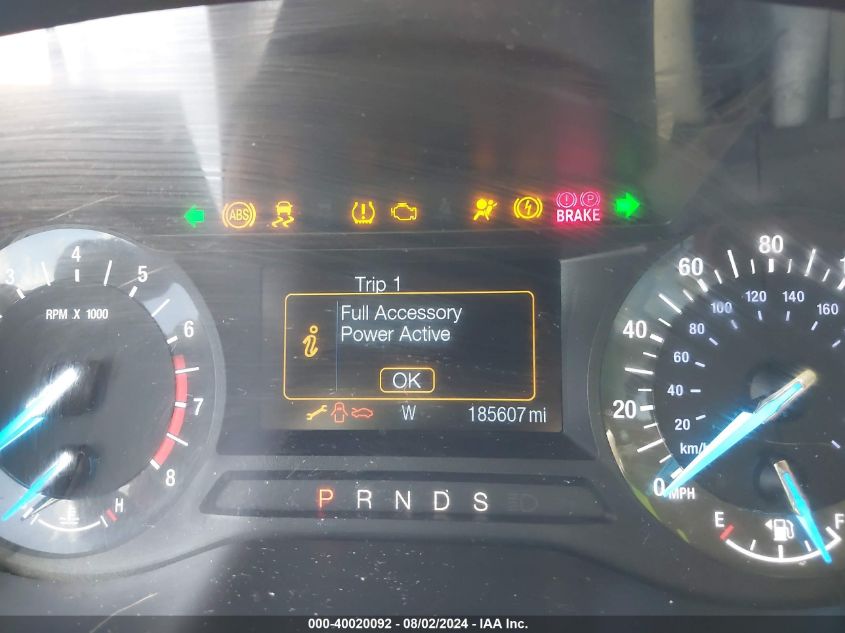 ABS
BRAKE
Trip 1
Full Accessory
Power Active
OK
W 185607 mi
3 4 5 6 7 8
RPM X 1000
H
P R N D S
0 20 40 60 80
20 40 60 80 100 120 140 160
km/h
MPH
E F
000-40020092 - 08/02/2024 - IAA Inc.